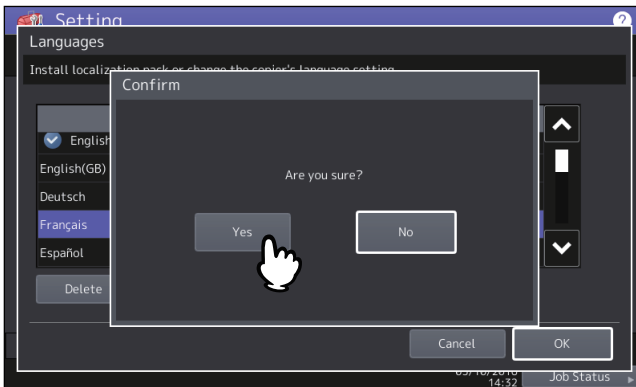 Setting
Languages
Install localization pack or change the copier's language setting.
Confirm
English
English(GB)
Deutsch
Français
Español
Are you sure?
Yes
No
Delete
Cancel
OK
14:32
Job Status